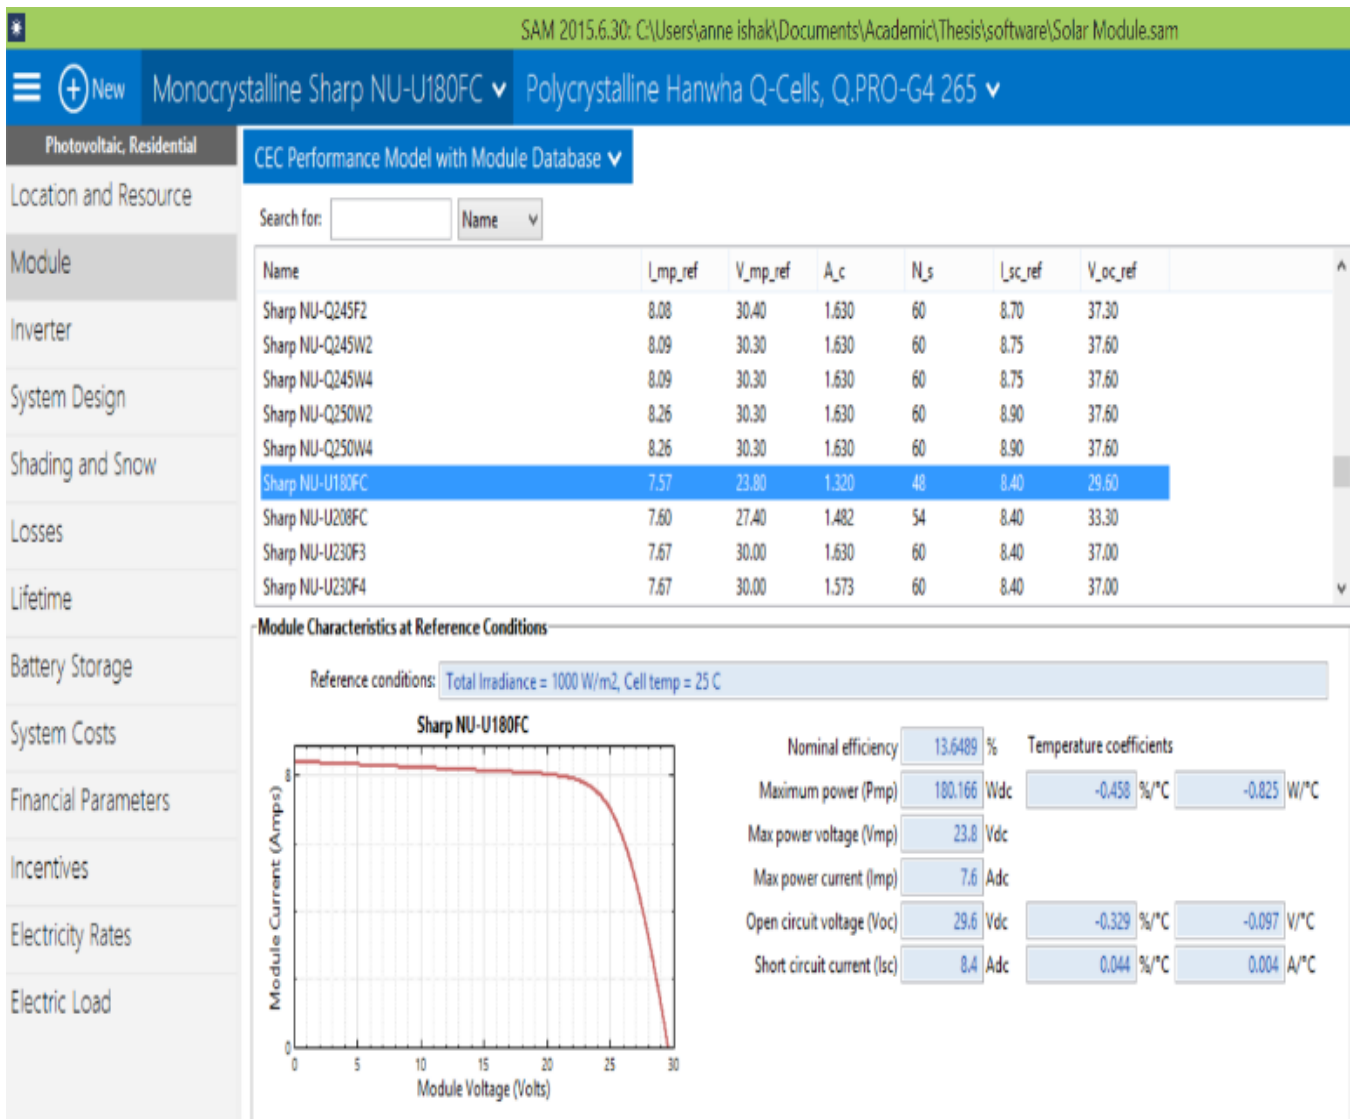 SAM 2015.6.30: C:\Users\anne ishak\Documents\Academic\Thesis\software\Solar Module.sam
New Monocrystalline Sharp NU-U180FC Polycrystalline Hanwha Q-Cells, Q.PRO-G4 265
Photovoltaic, Residential
Location and Resource
Module
Inverter
System Design
Shading and Snow
Losses
Lifetime
Battery Storage
System Costs
Financial Parameters
Incentives
Electricity Rates
Electric Load
CEC Performance Model with Module Database
Search for: Name
Name I_mp_ref V_mp_ref A_c N_s I_sc_ref V_oc_ref
Sharp NU-Q245F2 8.08 30.40 1.630 60 8.70 37.30
Sharp NU-Q245W2 8.09 30.30 1.630 60 8.75 37.60
Sharp NU-Q245W4 8.09 30.30 1.630 60 8.75 37.60
Sharp NU-Q250W2 8.26 30.30 1.630 60 8.90 37.60
Sharp NU-Q250W4 8.26 30.30 1.630 60 8.90 37.60
Sharp NU-U180FC 7.57 23.80 1.320 48 8.40 29.60
Sharp NU-U208FC 7.60 27.40 1.482 54 8.40 33.30
Sharp NU-U230F3 7.67 30.00 1.630 60 8.40 37.00
Sharp NU-U230F4 7.67 30.00 1.573 60 8.40 37.00
Module Characteristics at Reference Conditions
Reference conditions: Total Irradiance = 1000 W/m2, Cell temp = 25 C
Sharp NU-U180FC
Module Current (Amps)
8
0
0 5 10 15 20 25 30
Module Voltage (Volts)
Nominal efficiency 13.6489 % Temperature coefficients
Maximum power (Pmp) 180.166 Wdc -0.458 %/°C -0.825 W/°C
Max power voltage (Vmp) 23.8 Vdc
Max power current (Imp) 7.6 Adc
Open circuit voltage (Voc) 29.6 Vdc -0.329 %/°C -0.097 V/°C
Short circuit current (Isc) 8.4 Adc 0.044 %/°C 0.004 A/°C